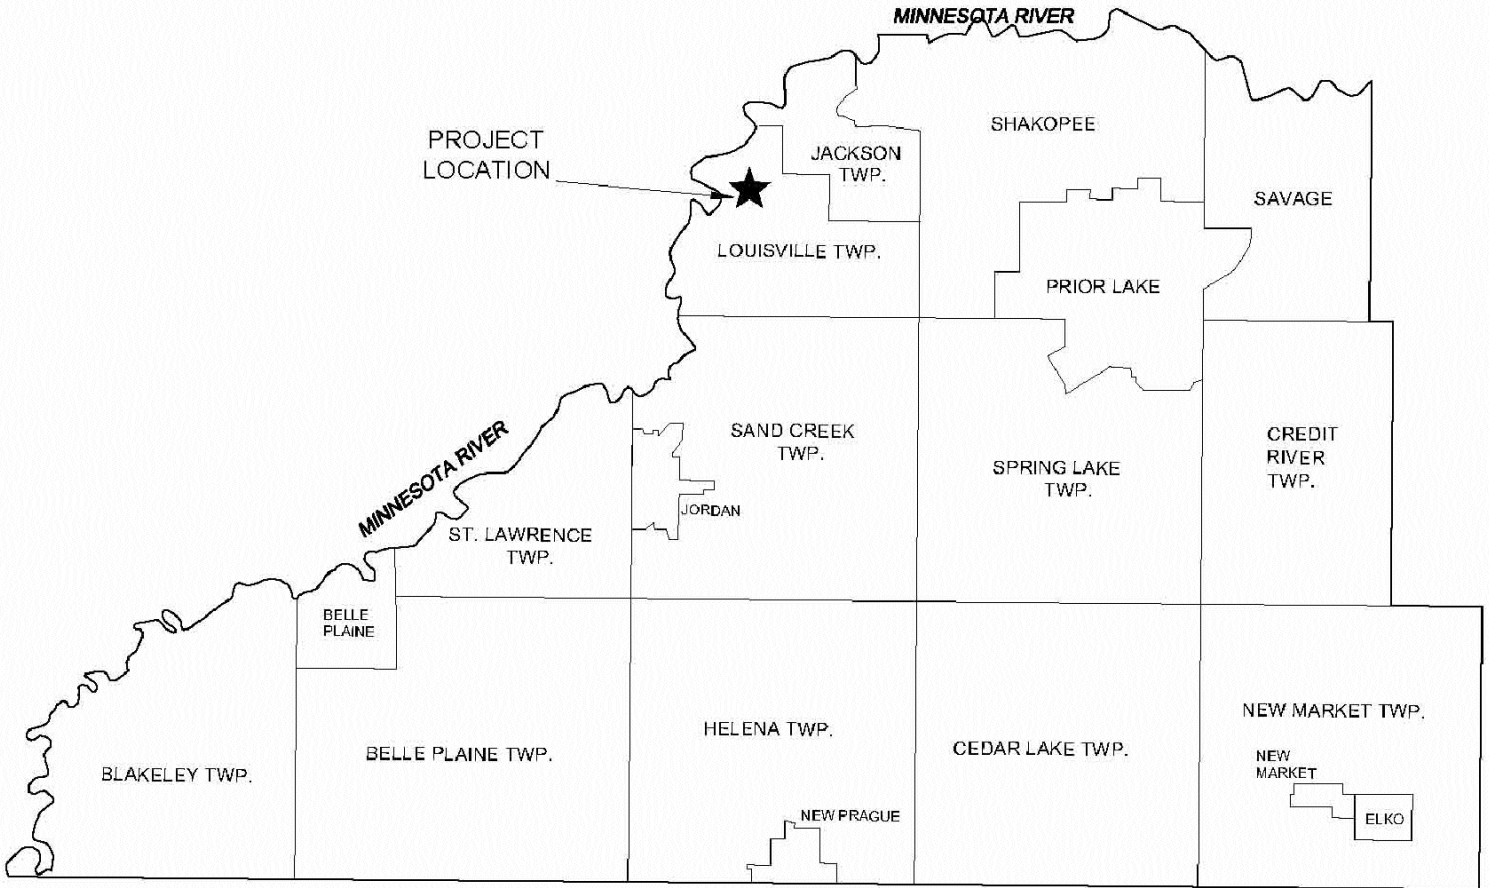 MINNESOTA RIVER
SHAKOPEE
PROJECT
LOCATION
JACKSON
TWP.
SAVAGE
LOUISVILLE TWP.
PRIOR LAKE
SAND CREEK
TWP.
CREDIT
RIVER
TWP.
SPRING LAKE
TWP.
MINNESOTA RIVER
JORDAN
ST. LAWRENCE
TWP.
BELLE
PLAINE
NEW MARKET TWP.
HELENA TWP.
CEDAR LAKE TWP.
BELLE PLAINE TWP.
BLAKELEY TWP.
NEW
MARKET
NEW PRAGUE
ELKO